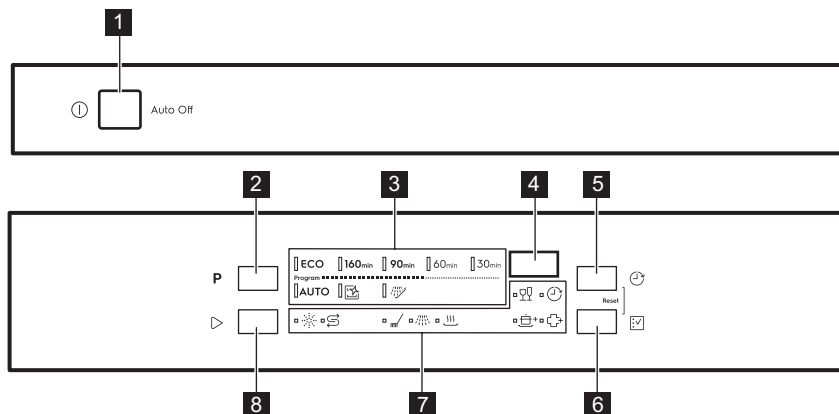 1
Auto Off
2 3 4 5
ECO 160min 90min 60min 30min
P
Program
AUTO
Reset
8 7 6